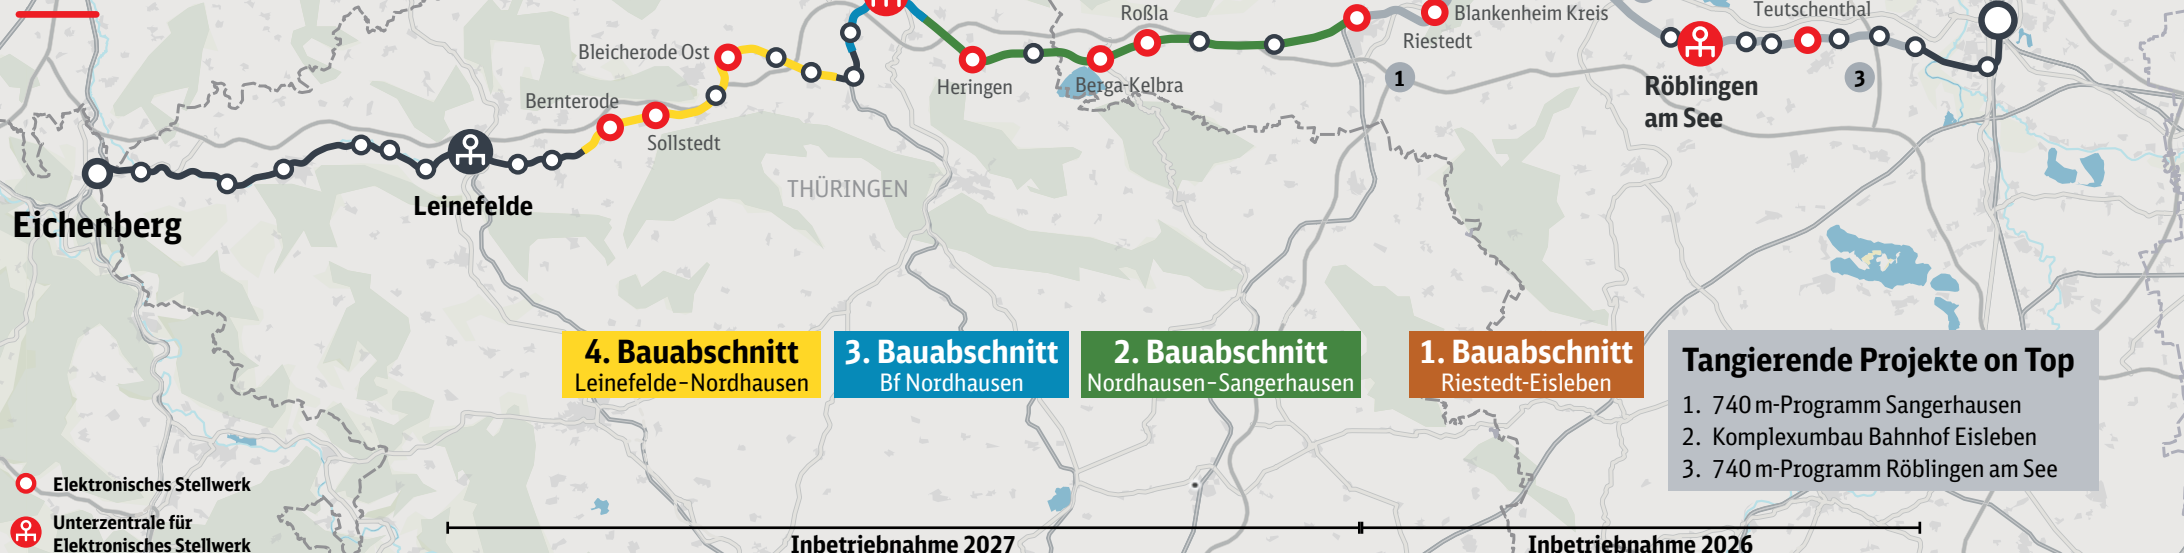 Roßla
Blankenheim Kreis
Teutschenthal
Riestedt
Bleicherode Ost
Heringen
Berga-Kelbra
1
Röblingen
am See
3
Bernterode
Sollstedt
THÜRINGEN
Leinefelde
Eichenberg
4. Bauabschnitt
Leinefelde–Nordhausen
3. Bauabschnitt
Bf Nordhausen
2. Bauabschnitt
Nordhausen–Sangerhausen
1. Bauabschnitt
Riestedt-Eisleben
Tangierende Projekte on Top
1. 740 m-Programm Sangerhausen
2. Komplexumbau Bahnhof Eisleben
3. 740 m-Programm Röblingen am See
Elektronisches Stellwerk
Unterzentrale für
Elektronisches Stellwerk
Inbetriebnahme 2027
Inbetriebnahme 2026